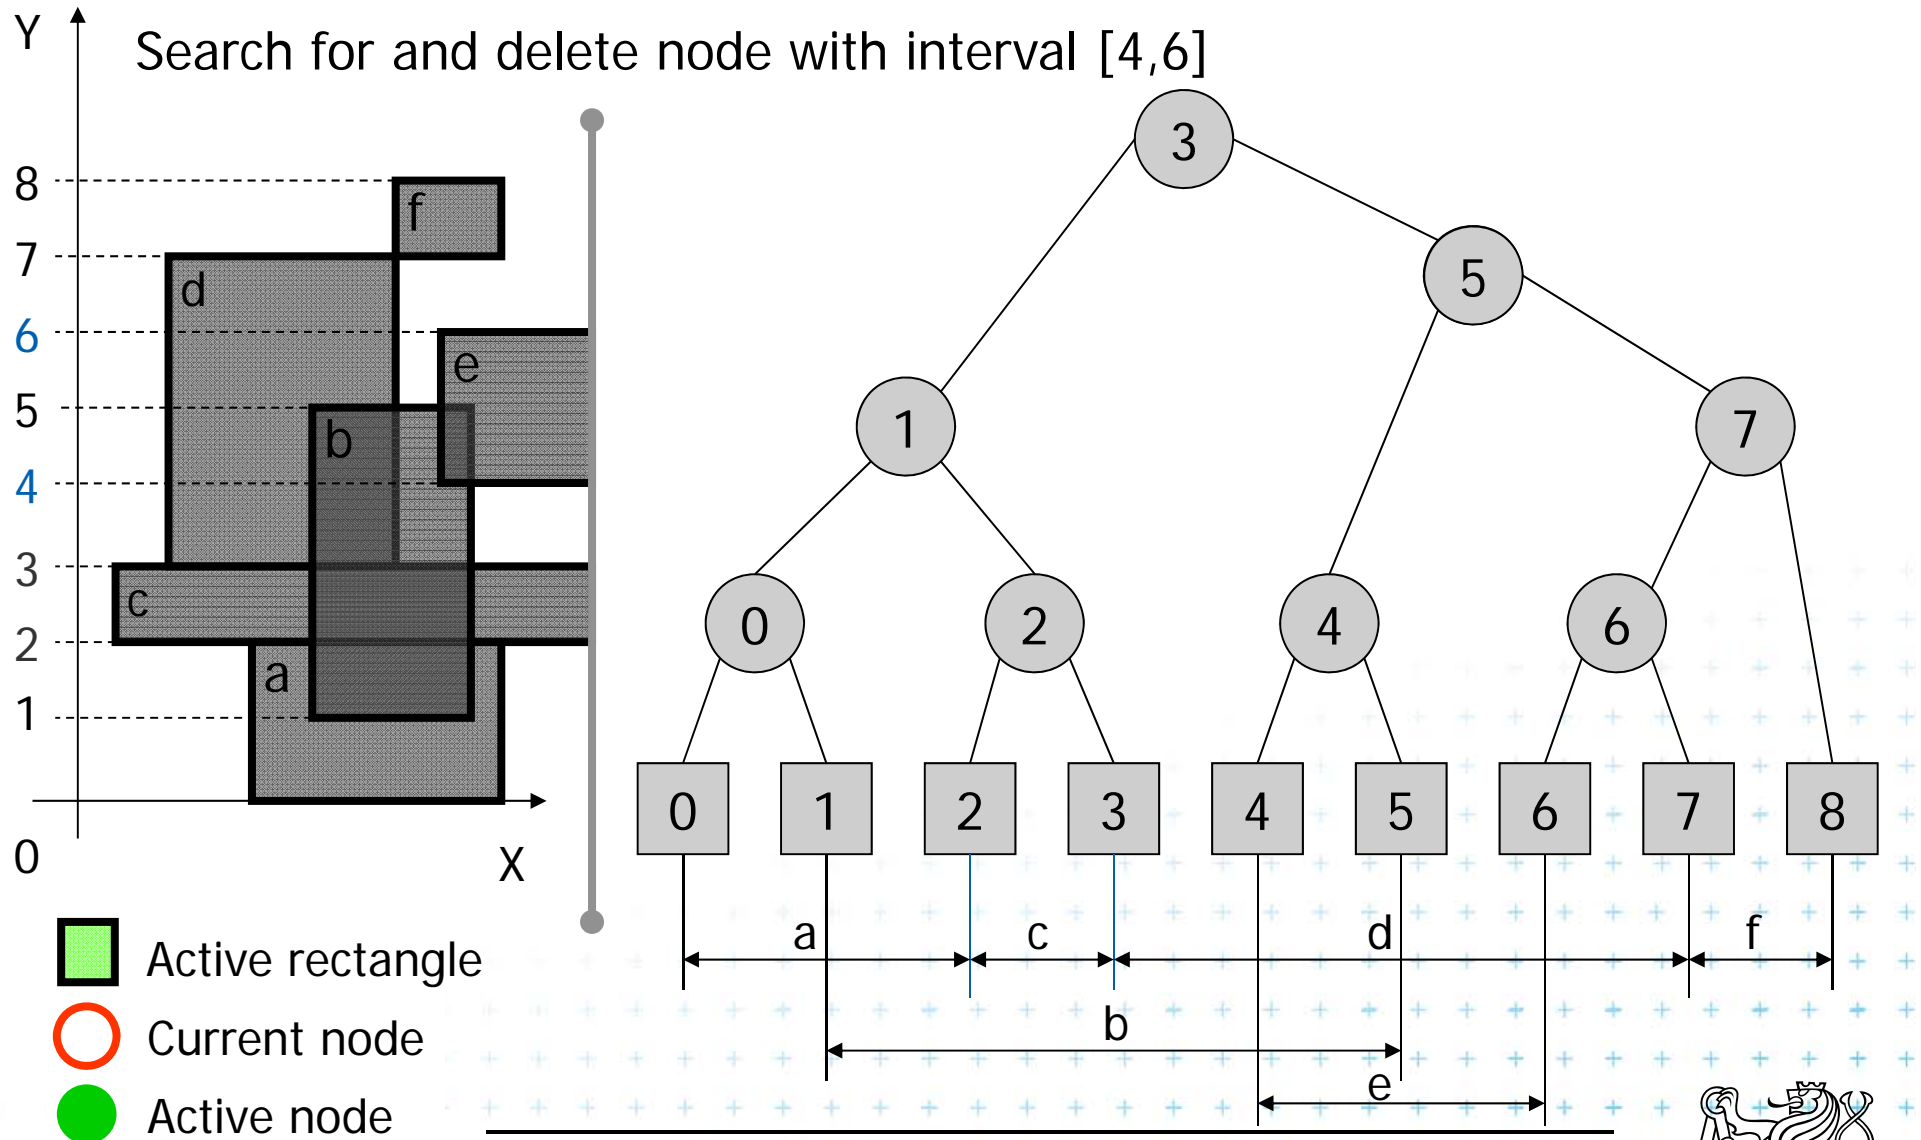 Y
Search for and delete node with interval [4,6]
3
8
f
7
5
d
6
e
5
b
1
7
4
3
c
0
2
4
6
2
a
1
0
1
2
3
4
5
6
7
8
0
X
a
c
d
f
Active rectangle
b
Current node
e
Active node